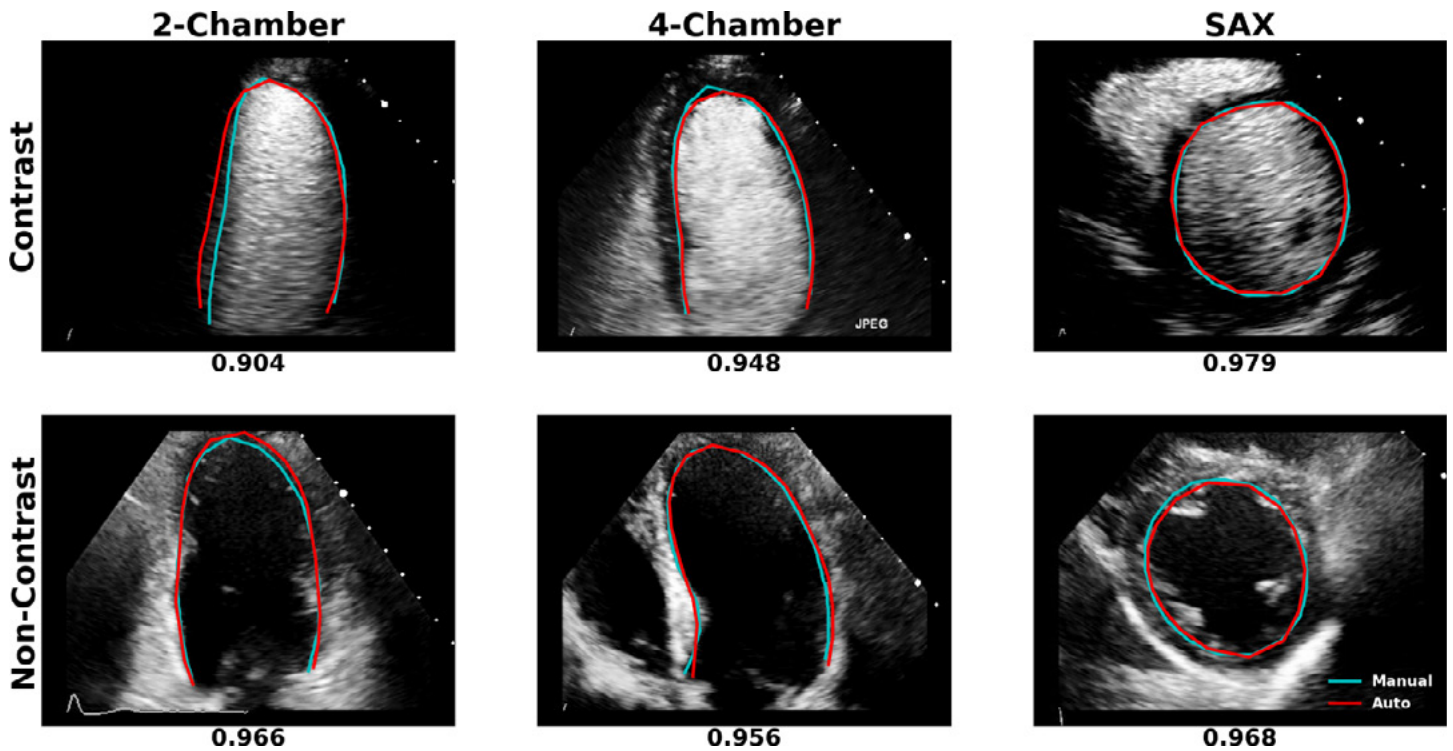 2-Chamber 4-Chamber SAX
Contrast
JPEG
0.904 0.948 0.979
Non-Contrast
Manual
Auto
0.966 0.956 0.968